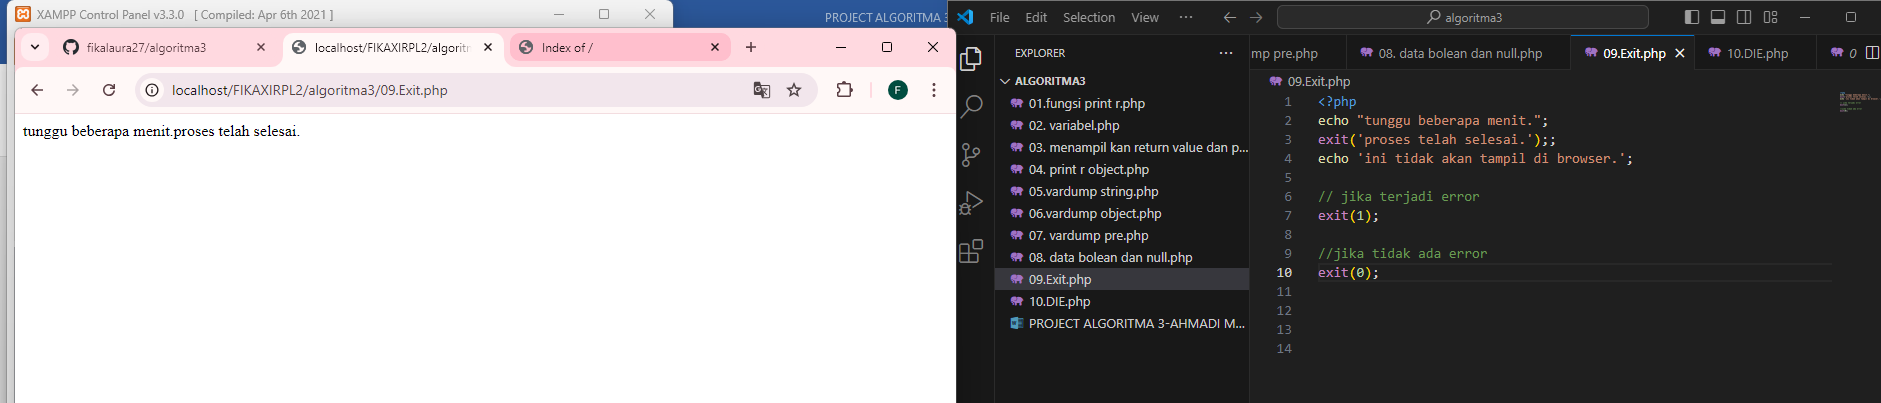 XAMPP Control Panel v3.3.0 [ Compiled: Apr 6th 2021 ]
PROJECT ALGORITMA 3
fikalaura27/algoritma3
localhost/FIKAXIRPL2/algoritm
Index of /
localhost/FIKAXIRPL2/algoritma3/09.Exit.php
F
tunggu beberapa menit.proses telah selesai.
File Edit Selection View ···
algoritma3
EXPLORER ···
ALGORITMA3
01.fungsi print r.php
02. variabel.php
03. menampil kan return value dan p...
04. print r object.php
05.vardump string.php
06.vardump object.php
07. vardump pre.php
08. data bolean dan null.php
09.Exit.php
10.DIE.php
PROJECT ALGORITMA 3-AHMADI M...
mp pre.php
08. data bolean dan null.php
09.Exit.php
10.DIE.php
0
09.Exit.php
1 <?php
2 echo "tunggu beberapa menit.";
3 exit('proses telah selesai.');;
4 echo 'ini tidak akan tampil di browser.';
5
6 // jika terjadi error
7 exit(1);
8
9 //jika tidak ada error
10 exit(0);
11
12
13
14